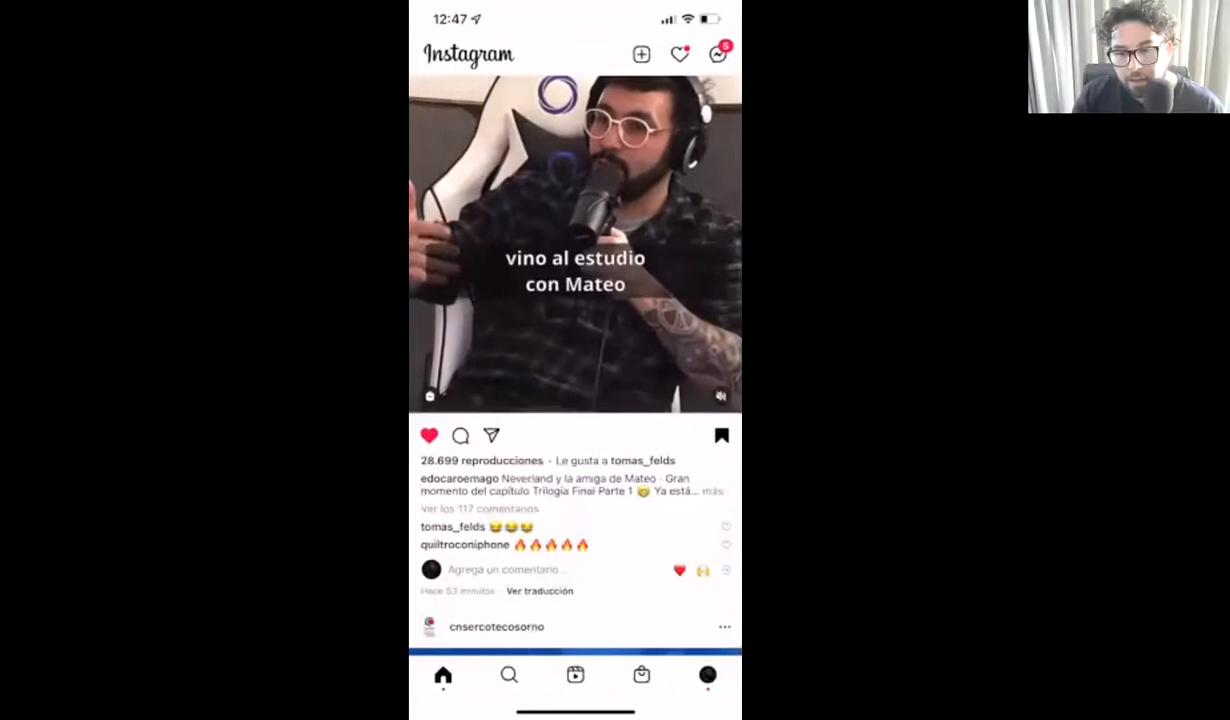 12:47
Instagram
5
vino al estudio
con Mateo
28.699 reproducciones · Le gusta a tomas_felds
edocaroemago Neverland y la amiga de Mateo · Gran
momento del capítulo Trilogía Final Parte 1 😂 Ya está... más
Ver los 117 comentarios
tomas_felds 😂😂😂
quiltroconiphone 🔥🔥🔥🔥🔥
Agrega un comentario...
Hace 53 minutos · Ver traducción
cnsercotecosorno